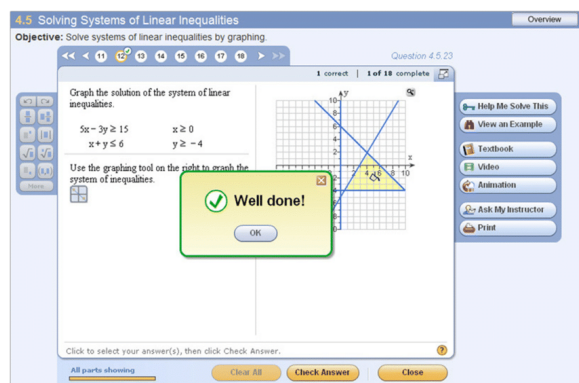 4.5 Solving Systems of Linear Inequalities
Overview
Objective: Solve systems of linear inequalities by graphing.
11 12 13 14 15 16 17 18
Question 4.5.23
1 correct | 1 of 18 complete
Graph the solution of the system of linear
inequalities.
5x − 3y ≥ 15 x ≥ 0
x + y ≤ 6 y ≥ − 4
Use the graphing tool on the right to graph the
system of inequalities.
y
10
8
6
4
2
x
2 4 6 8 10
Well done!
OK
Help Me Solve This
View an Example
Textbook
Video
Animation
Ask My Instructor
Print
More
Click to select your answer(s), then click Check Answer.
?
All parts showing
Clear All
Check Answer
Close